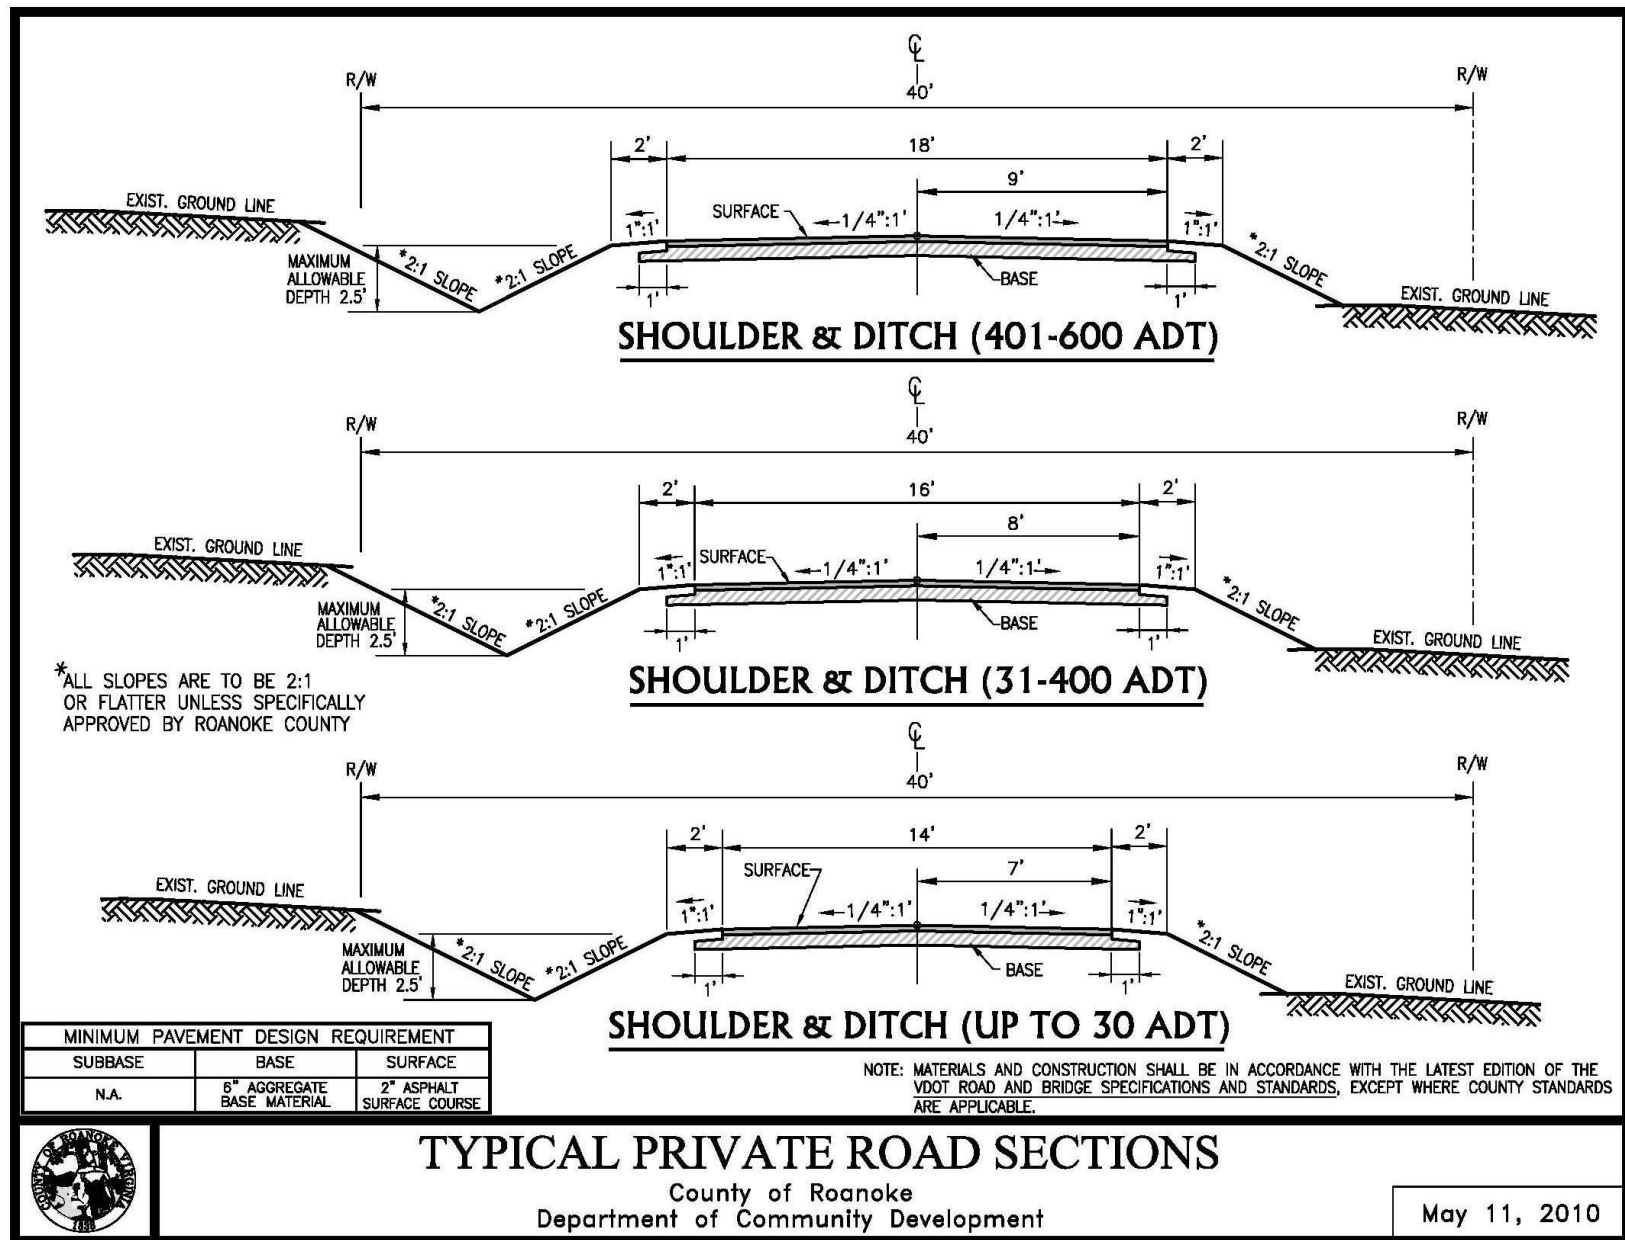 ℄
R/W
R/W
40'
2'
18'
2'
9'
EXIST. GROUND LINE
SURFACE
1/4":1'
1/4":1'
1":1'
1":1'
MAXIMUM
ALLOWABLE
DEPTH 2.5'
*2:1 SLOPE
*2:1 SLOPE
*2:1 SLOPE
BASE
EXIST. GROUND LINE
1'
1'
SHOULDER & DITCH (401-600 ADT)
℄
R/W
R/W
40'
2'
16'
2'
8'
EXIST. GROUND LINE
SURFACE
1/4":1'
1/4":1'
1":1'
1":1'
MAXIMUM
ALLOWABLE
DEPTH 2.5'
*2:1 SLOPE
*2:1 SLOPE
*2:1 SLOPE
BASE
EXIST. GROUND LINE
1'
1'
SHOULDER & DITCH (31-400 ADT)
*ALL SLOPES ARE TO BE 2:1
OR FLATTER UNLESS SPECIFICALLY
APPROVED BY ROANOKE COUNTY
℄
R/W
R/W
40'
2'
14'
2'
7'
SURFACE
EXIST. GROUND LINE
1/4":1'
1/4":1'
1":1'
1":1'
MAXIMUM
ALLOWABLE
DEPTH 2.5'
*2:1 SLOPE
*2:1 SLOPE
*2:1 SLOPE
BASE
EXIST. GROUND LINE
1'
1'
SHOULDER & DITCH (UP TO 30 ADT)
MINIMUM PAVEMENT DESIGN REQUIREMENT
SUBBASE BASE SURFACE
N.A. 6" AGGREGATE BASE MATERIAL 2" ASPHALT SURFACE COURSE
NOTE: MATERIALS AND CONSTRUCTION SHALL BE IN ACCORDANCE WITH THE LATEST EDITION OF THE
VDOT ROAD AND BRIDGE SPECIFICATIONS AND STANDARDS, EXCEPT WHERE COUNTY STANDARDS
ARE APPLICABLE.
COUNTY OF ROANOKE VIRGINIA
1838
TYPICAL PRIVATE ROAD SECTIONS
County of Roanoke
Department of Community Development
May 11, 2010